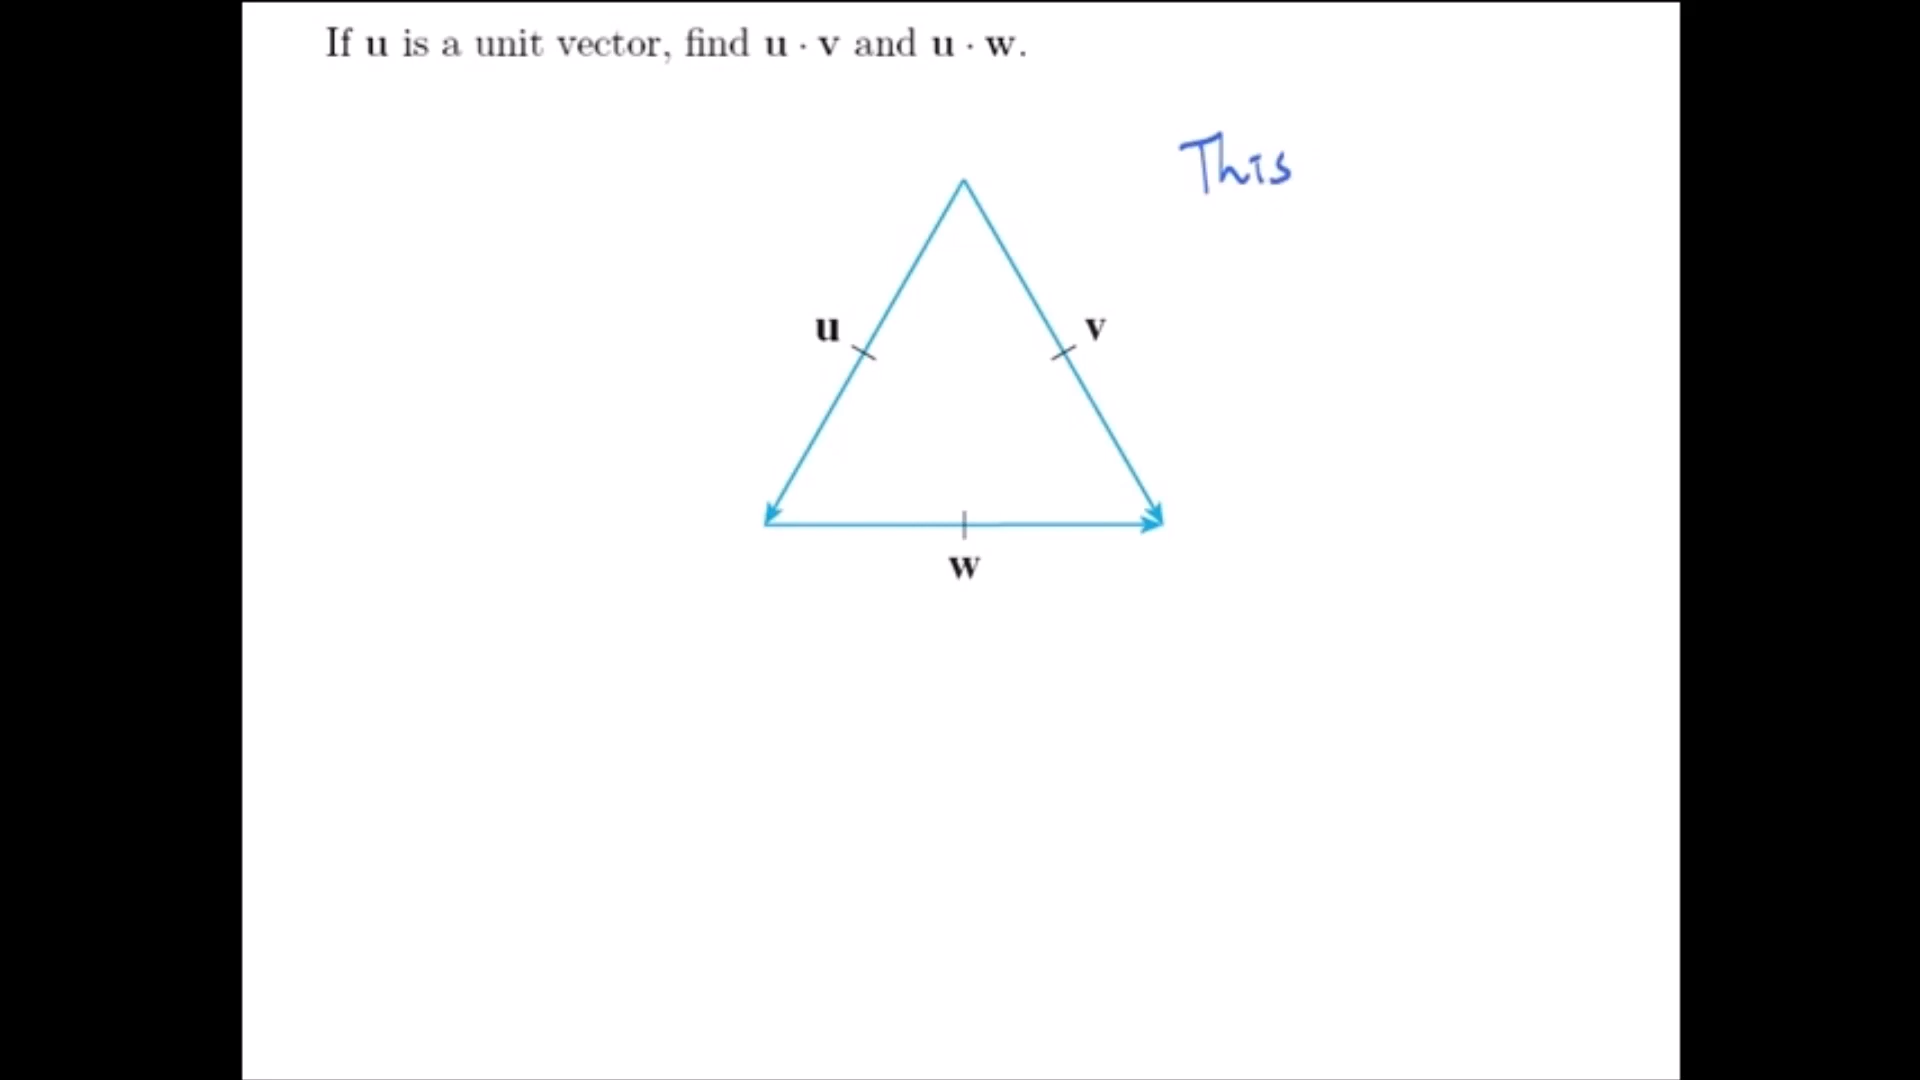 If u is a unit vector, find u · v and u · w.
This
u
v
w